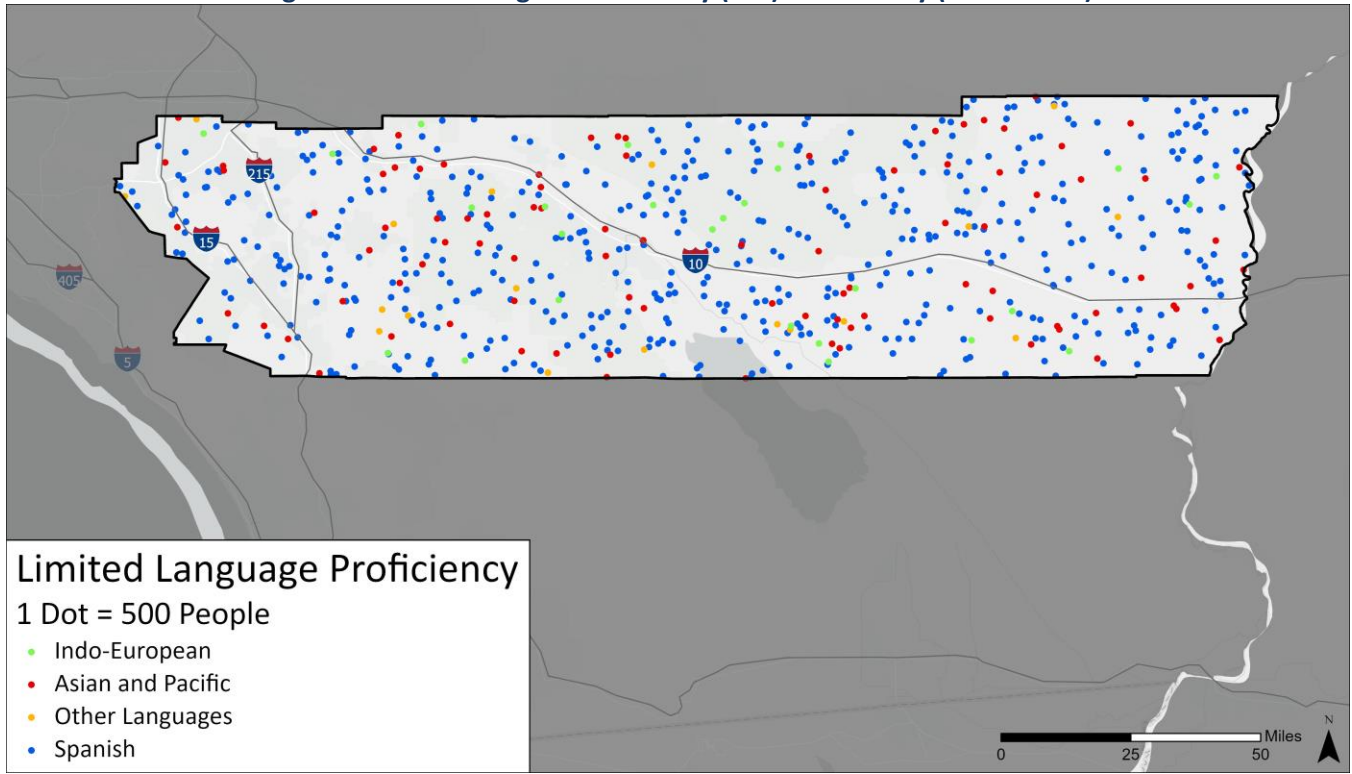 215
15
10
405
5
Limited Language Proficiency
1 Dot = 500 People
Indo-European
Asian and Pacific
Other Languages
Spanish
N
Miles
0 25 50